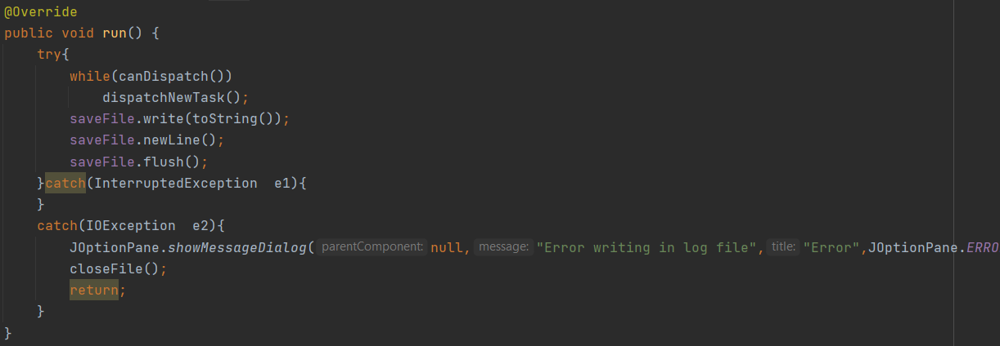 @Override
public void run() {
try{
while(canDispatch())
dispatchNewTask();
saveFile.write(toString());
saveFile.newLine();
saveFile.flush();
}catch(InterruptedException  e1){
}
catch(IOException  e2){
JOptionPane.showMessageDialog( parentComponent: null, message: "Error writing in log file", title: "Error",JOptionPane.ERRO
closeFile();
return;
}
}